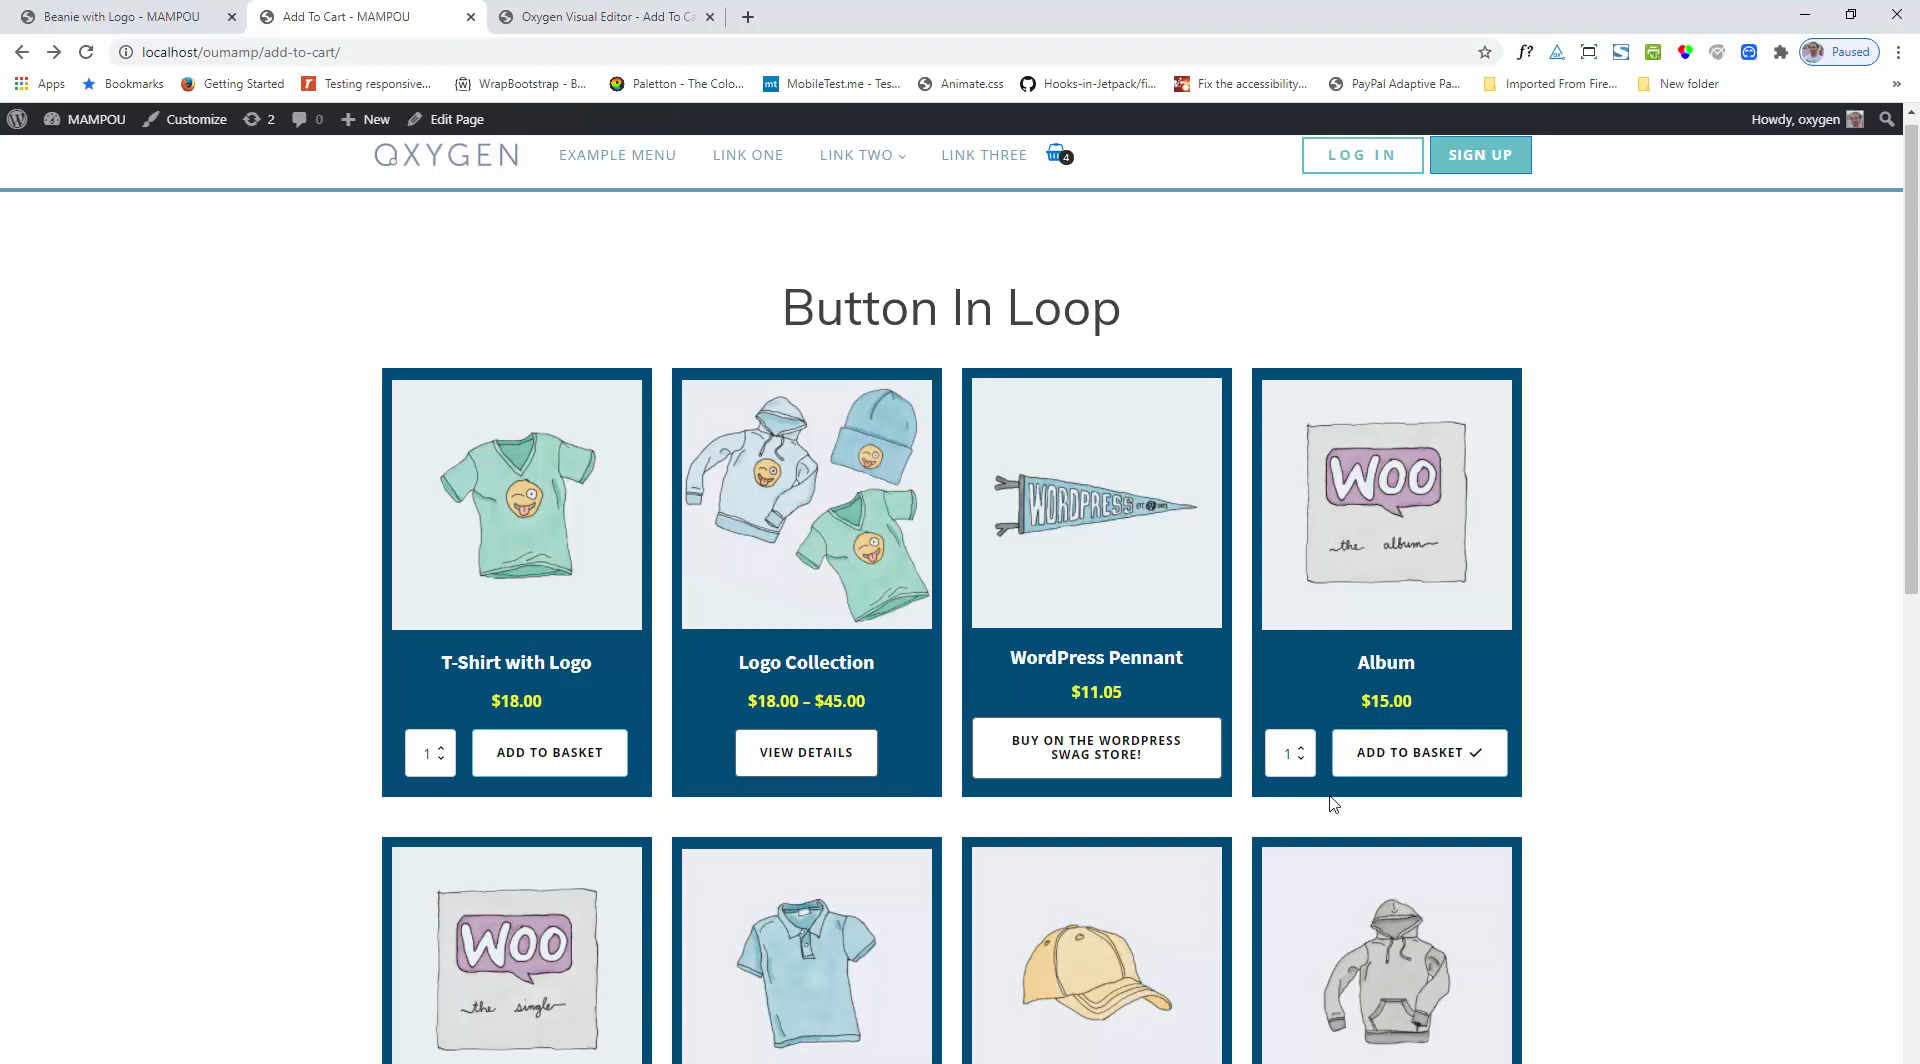 Beanie with Logo - MAMPOU
Add To Cart - MAMPOU
Oxygen Visual Editor - Add To Ca
localhost/oumamp/add-to-cart/
f?
Paused
Apps
Bookmarks
Getting Started
Testing responsive...
WrapBootstrap - B...
Paletton - The Colo...
mt
MobileTest.me - Tes...
Animate.css
Hooks-in-Jetpack/fi...
Fix the accessibility...
PayPal Adaptive Pa...
Imported From Fire...
New folder
»
MAMPOU
Customize
2
0
New
Edit Page
Howdy, oxygen
OXYGEN
EXAMPLE MENU
LINK ONE
LINK TWO
LINK THREE
4
LOG IN
SIGN UP
Button In Loop
WORDPRESS
WOO
the album
T-Shirt with Logo
Logo Collection
WordPress Pennant
Album
$18.00
$18.00 – $45.00
$11.05
$15.00
1
ADD TO BASKET
VIEW DETAILS
BUY ON THE WORDPRESS
SWAG STORE!
1
ADD TO BASKET
WOO
the single